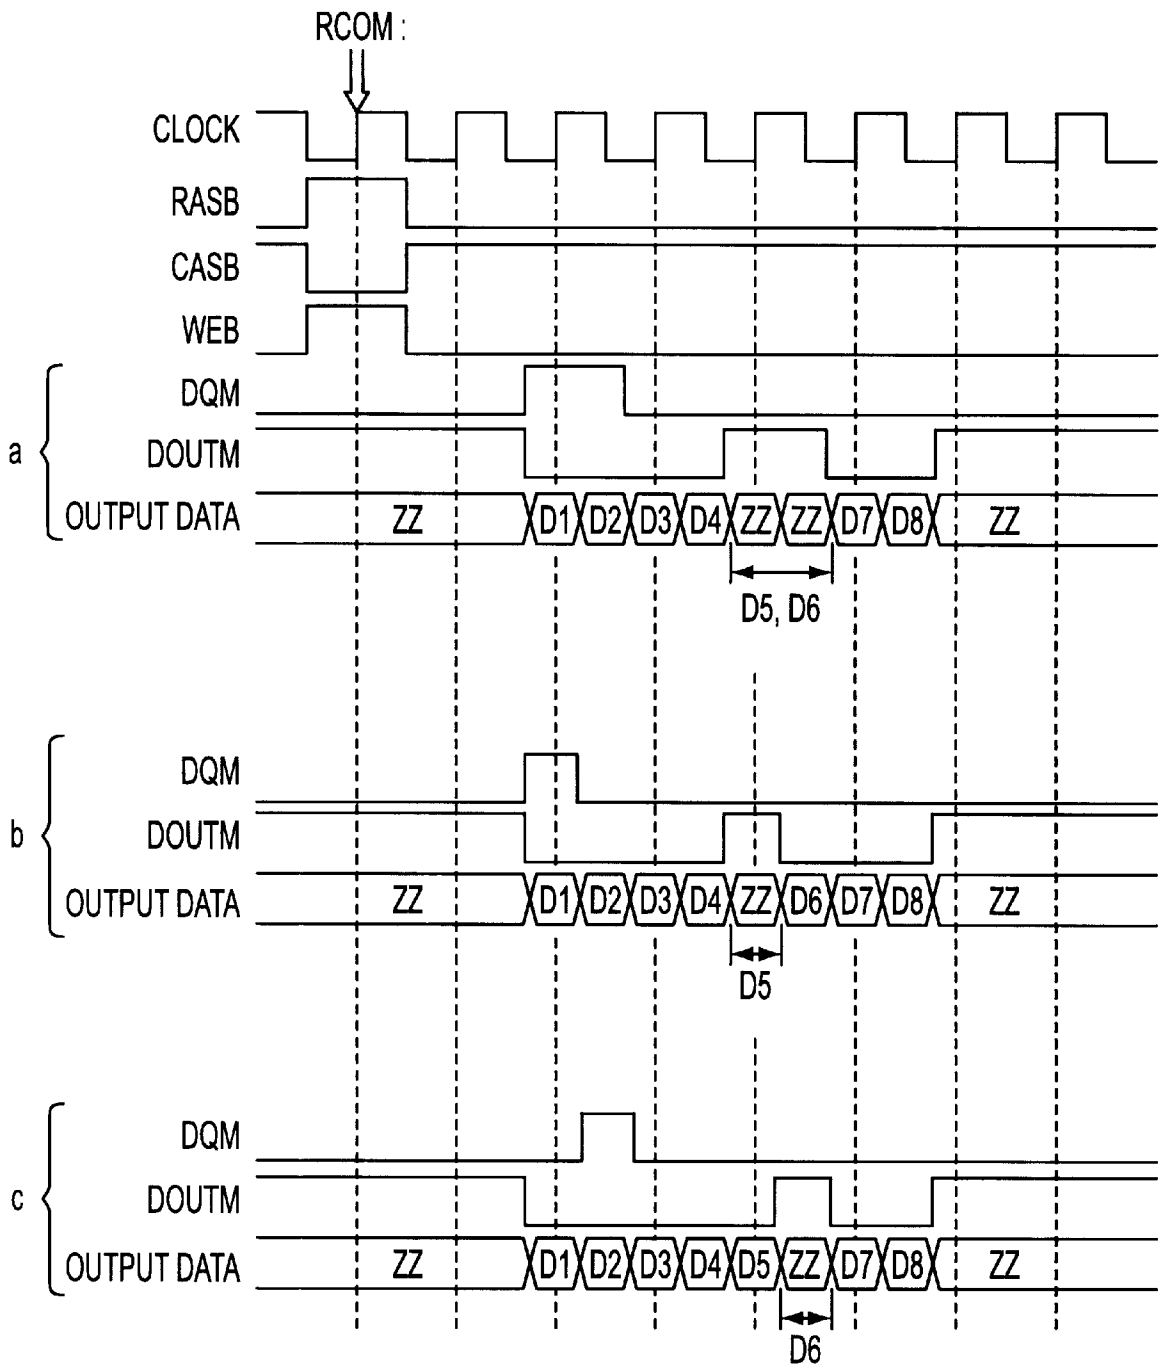 RCOM :
CLOCK
RASB
CASB
WEB
a
DQM
DOUTM
OUTPUT DATA ZZ D1 D2 D3 D4 ZZ ZZ D7 D8 ZZ
D5, D6
b
DQM
DOUTM
OUTPUT DATA ZZ D1 D2 D3 D4 ZZ D6 D7 D8 ZZ
D5
c
DQM
DOUTM
OUTPUT DATA ZZ D1 D2 D3 D4 D5 ZZ D7 D8 ZZ
D6